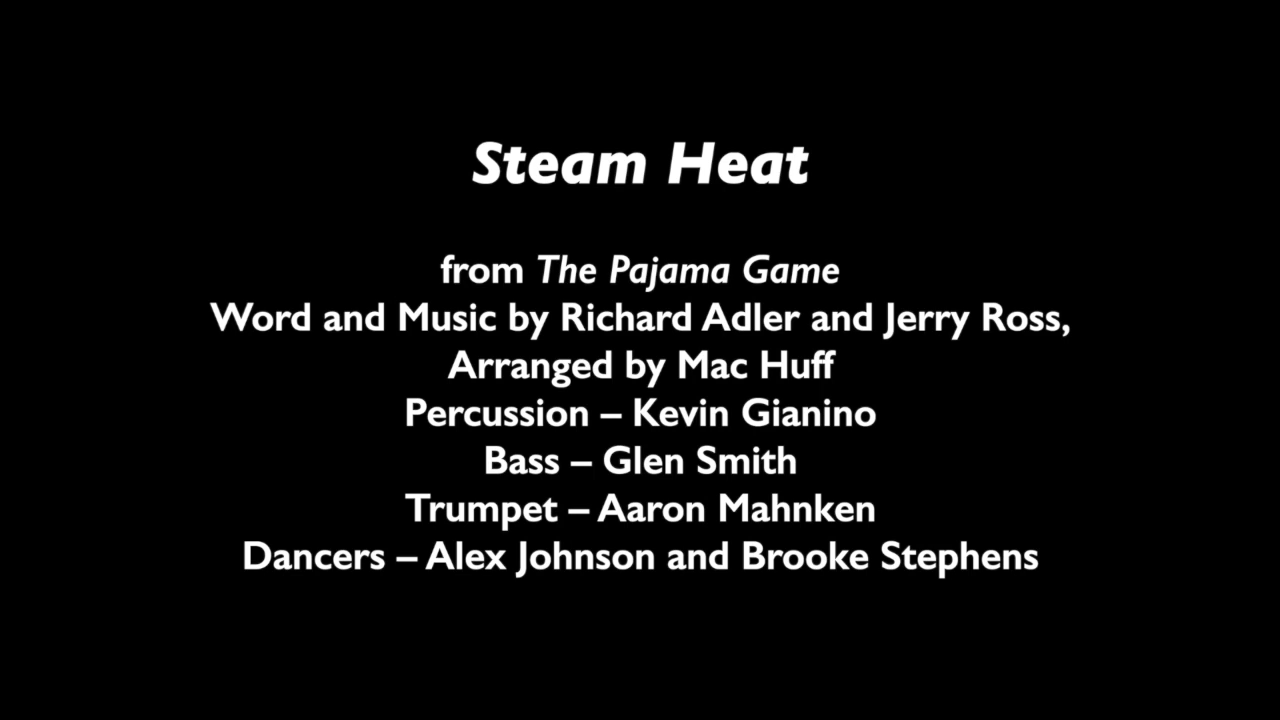 Steam Heat
from The Pajama Game
Word and Music by Richard Adler and Jerry Ross,
Arranged by Mac Huff
Percussion – Kevin Gianino
Bass – Glen Smith
Trumpet – Aaron Mahnken
Dancers – Alex Johnson and Brooke Stephens